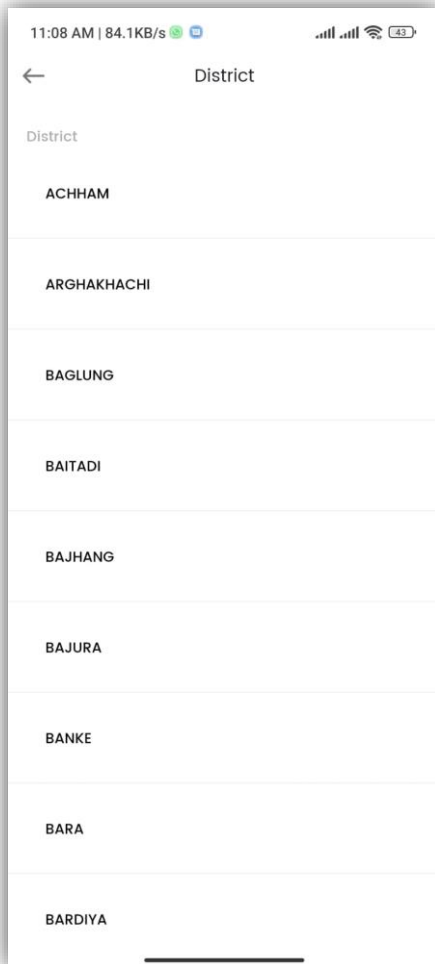 11:08 AM | 84.1KB/s 43
District
District
ACHHAM
ARGHAKHACHI
BAGLUNG
BAITADI
BAJHANG
BAJURA
BANKE
BARA
BARDIYA